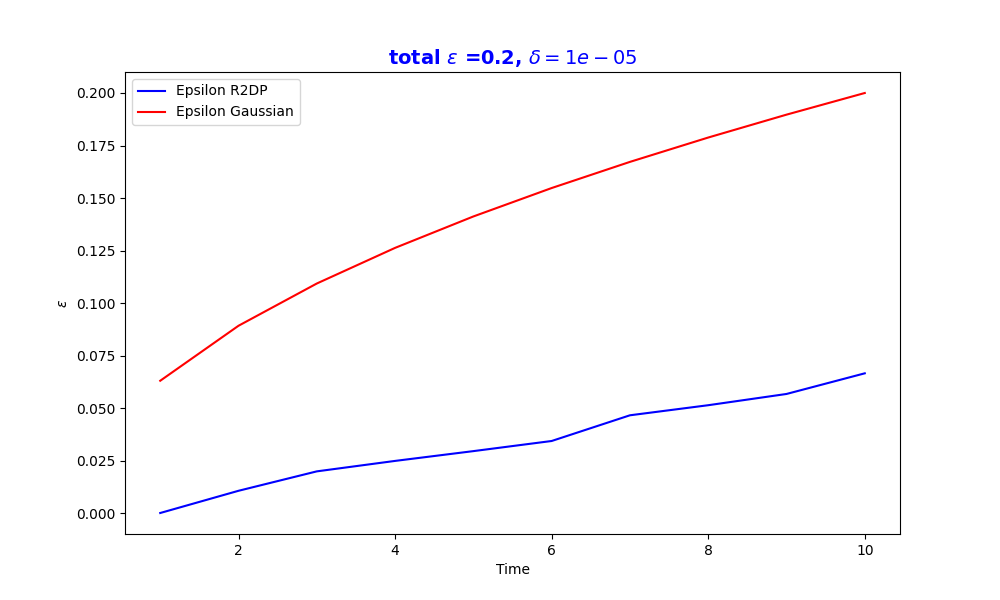 total ε =0.2, δ = 1e − 05
Epsilon R2DP
Epsilon Gaussian
0.200
0.175
0.150
0.125
0.100
0.075
0.050
0.025
0.000
ε
2 4 6 8 10
Time